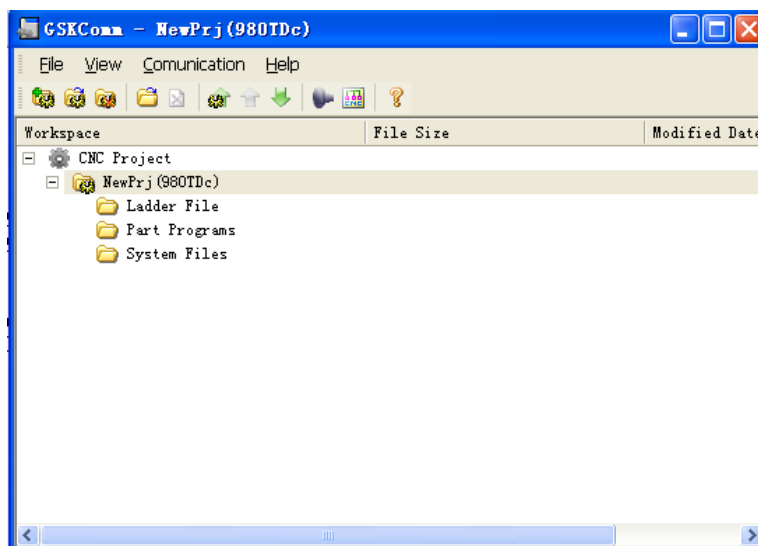 GSKComm - NewPrj(980TDc)
File View Comunication Help
Workspace File Size Modified Date
CNC Project
NewPrj(980TDc)
Ladder File
Part Programs
System Files